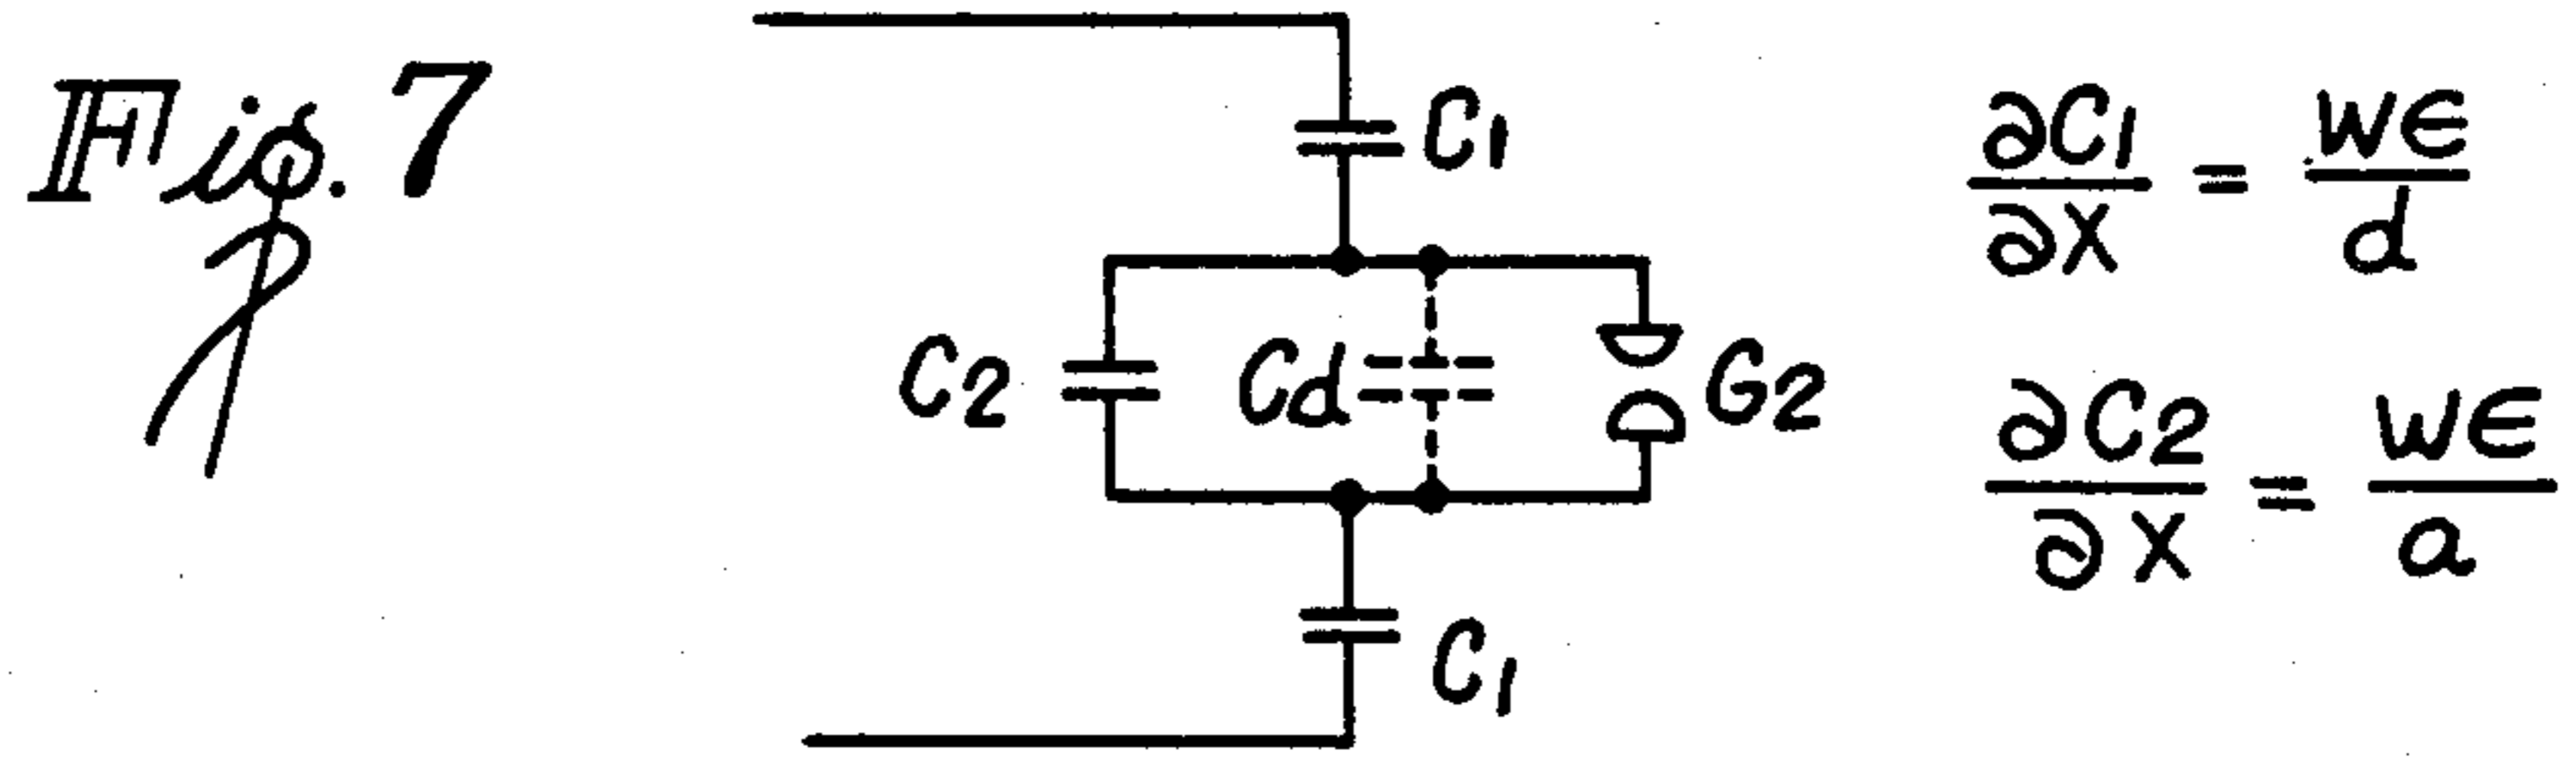 Fig. 7
C1
C2
Cd
G2
C1
∂C1/∂X = Wϵ/d
∂C2/∂X = Wϵ/a